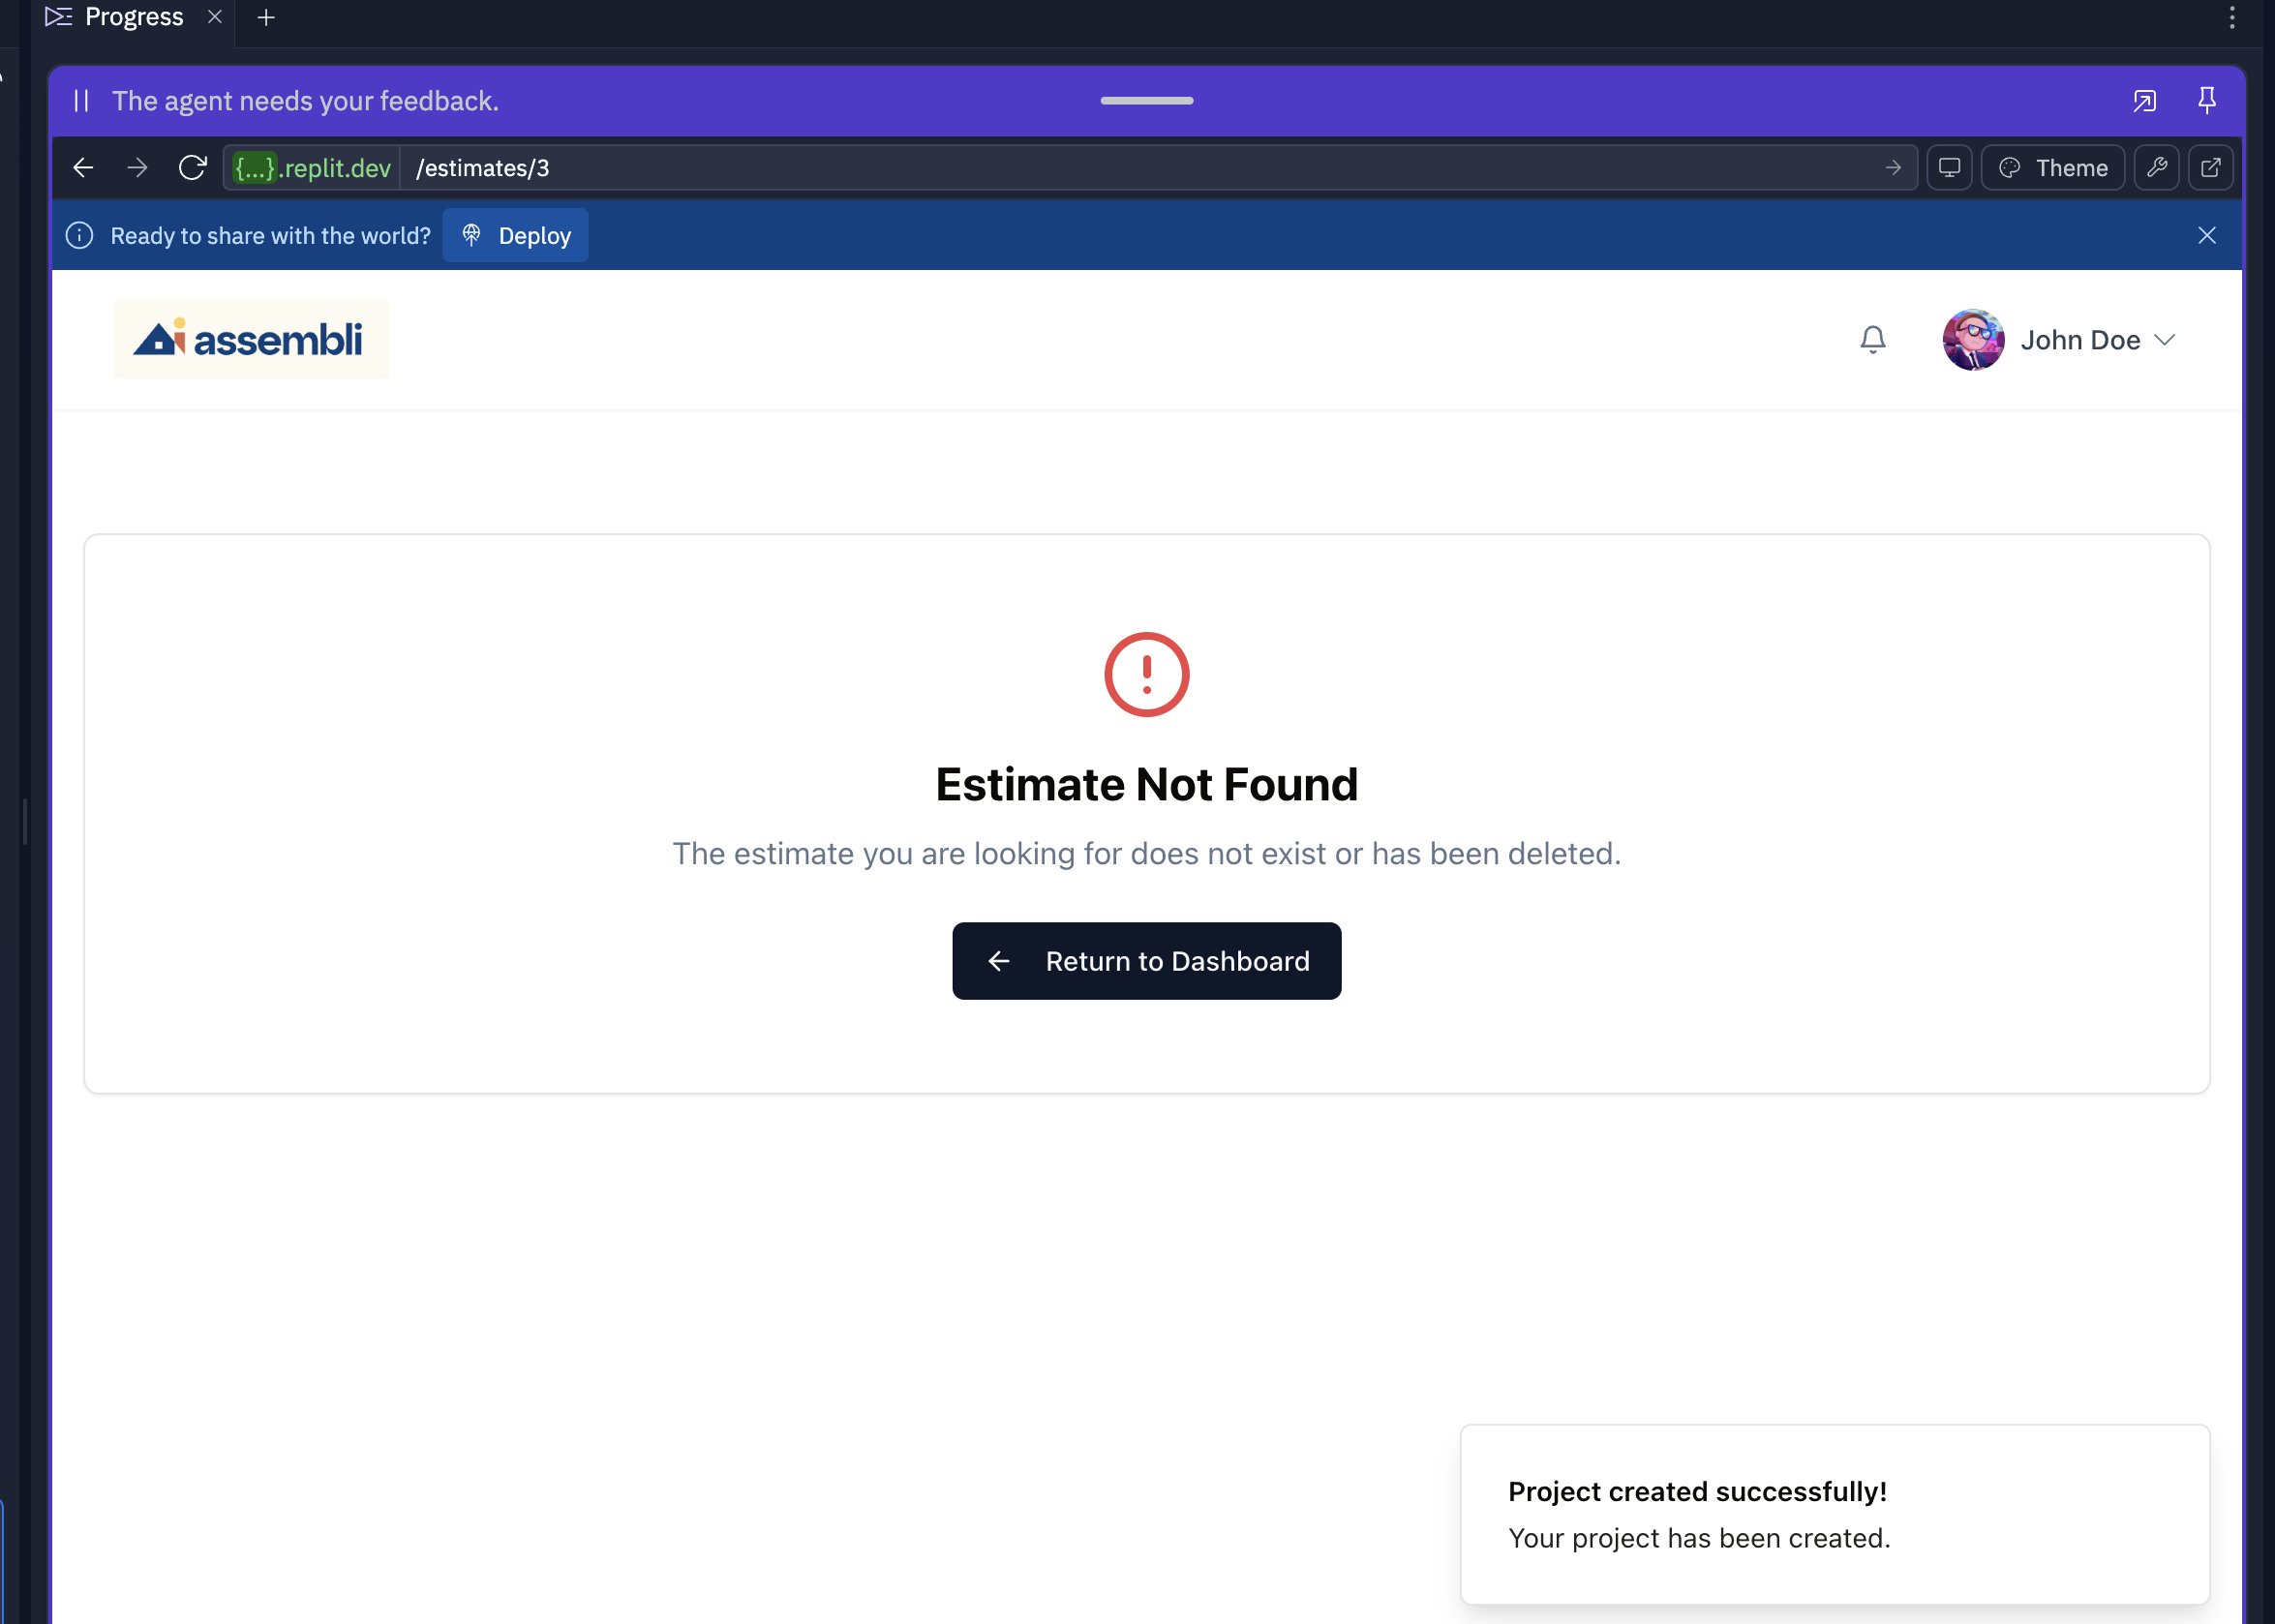 Progress
The agent needs your feedback.
{...}.replit.dev /estimates/3 Theme
Ready to share with the world? Deploy
assembli John Doe
Estimate Not Found
The estimate you are looking for does not exist or has been deleted.
Return to Dashboard
Project created successfully!
Your project has been created.